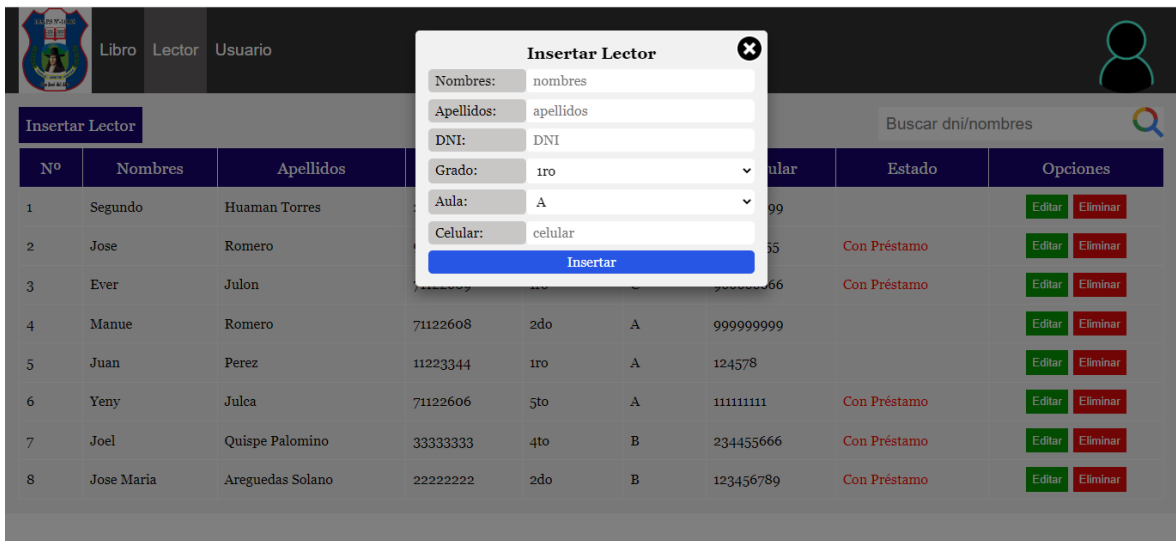 Libro Lector Usuario
Insertar Lector
Nombres: nombres
Apellidos: apellidos
DNI: DNI
Grado: 1ro
Aula: A
Celular: celular
Insertar
Insertar Lector
Buscar dni/nombres
Nº Nombres Apellidos Estado Opciones
1 Segundo Huaman Torres Editar Eliminar
2 Jose Romero Con Préstamo Editar Eliminar
3 Ever Julon Con Préstamo Editar Eliminar
4 Manue Romero 71122608 2do A 999999999 Editar Eliminar
5 Juan Perez 11223344 1ro A 124578 Editar Eliminar
6 Yeny Julca 71122606 5to A 111111111 Con Préstamo Editar Eliminar
7 Joel Quispe Palomino 33333333 4to B 234455666 Con Préstamo Editar Eliminar
8 Jose Maria Areguedas Solano 22222222 2do B 123456789 Con Préstamo Editar Eliminar